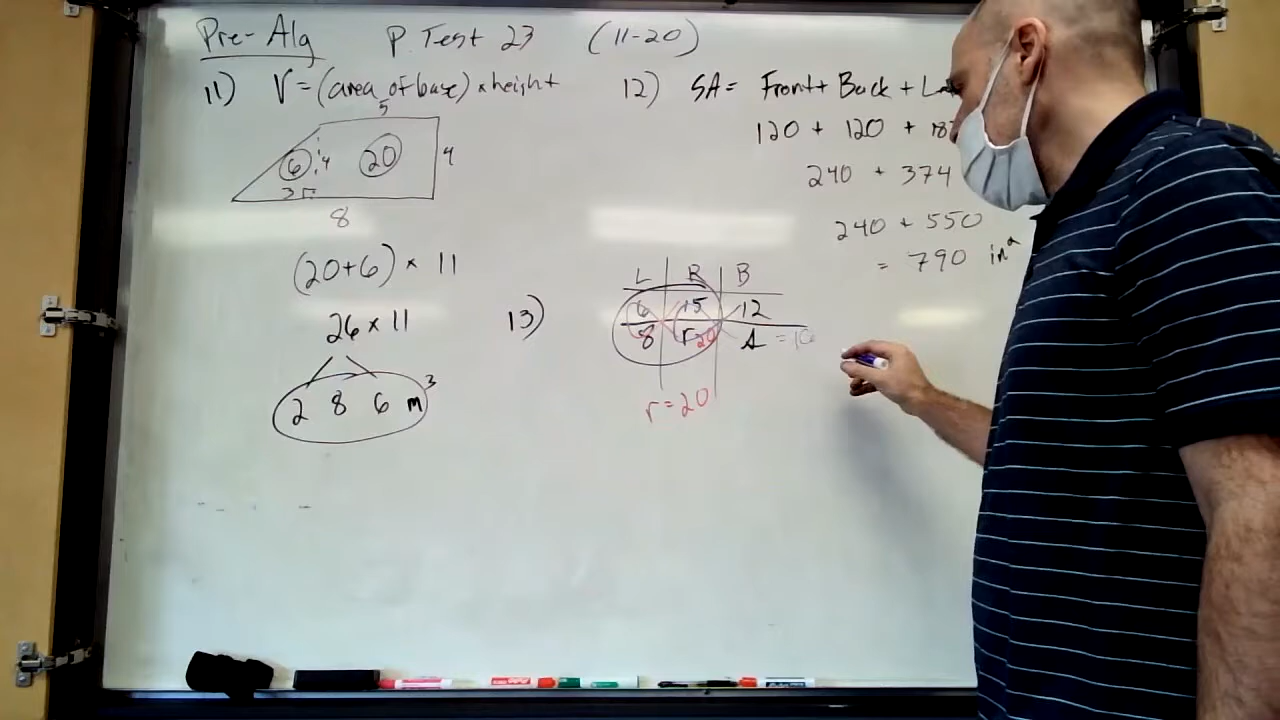 Pre-Alg P. Test 23 (11-20)
11) V = (area of base) × height
5
6 4 20 4
3
8
(20+6) × 11
26 × 11
2 8 6 m³
12) SA = Front + Back +
120 + 120 +
240 + 374
240 + 550
= 790 in²
13)
L R B
6 15 12
8 r 20 A =
r = 20